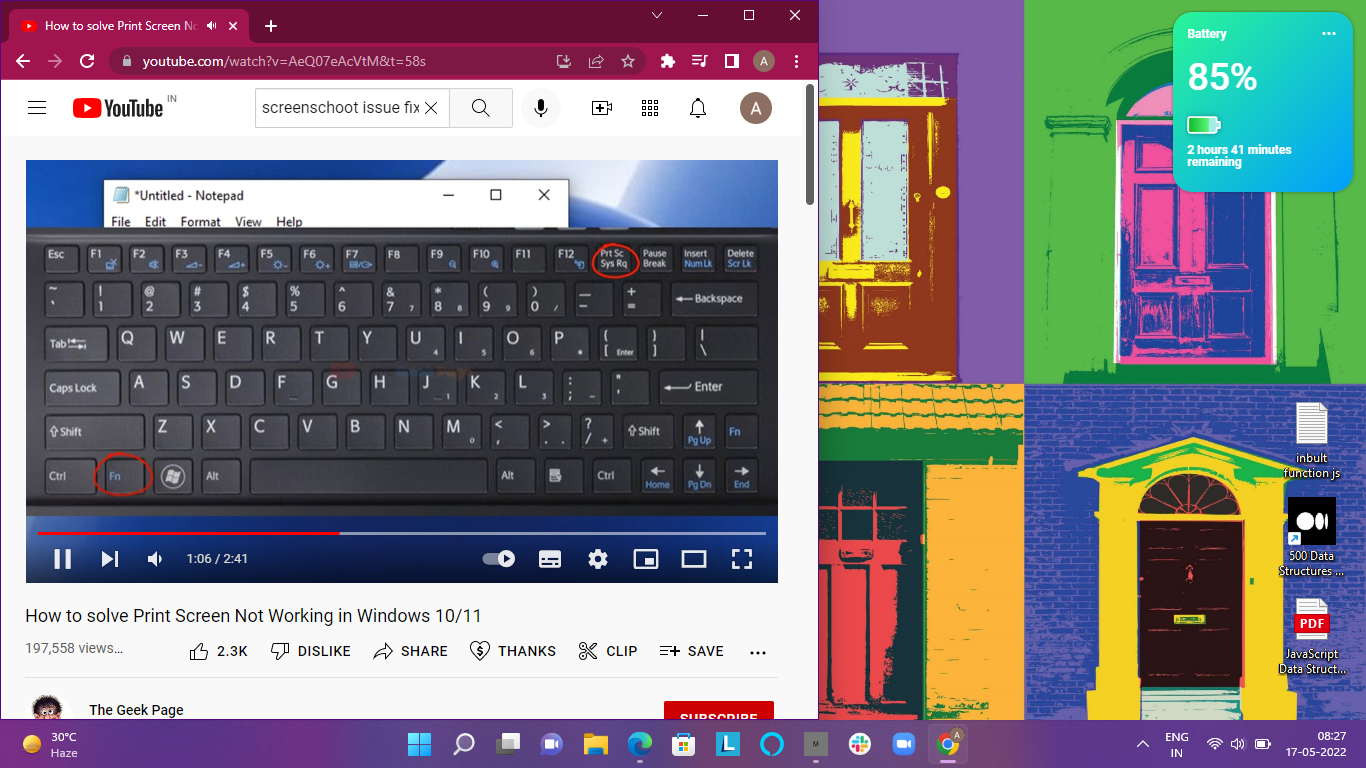 How to solve Print Screen No
youtube.com/watch?v=AeQ07eAcVtM&t=58s
A
YouTube IN
screenschoot issue fix
A
*Untitled - Notepad
File Edit Format View Help
Esc F1 F2 F3 F4 F5 F6 F7 F8 F9 F10 F11 F12 Prt Sc Pause Insert Delete
Sys Rq Break Num Lk Scr Lk
~ ! @ # $ % ^ & * ( ) — +
` 1 2 3 4 5 6 7 7 8 8 9 9 0 / - = Backspace
Tab Q W E R T Y U 4 I 5 O 6 P * { [ Enter } ] | \
Caps Lock A S D F G H J 1 K 2 L 3 : ; - " ' Enter
Shift Z X C V B N M 0 < , > . . ? / + Shift Pg Up Fn
Ctrl Fn Alt Alt Ctrl Home Pg Dn End
1:06 / 2:41
How to solve Print Screen Not Working in Windows 10/11
197,558 views...
2.3K DISLIKE SHARE THANKS CLIP SAVE
The Geek Page
SUBSCRIBE
Battery
85%
2 hours 41 minutes
remaining
inbult
function js
500 Data
Structures ...
PDF
JavaScript
Data Struct...
30°C
Haze
L
M
A
ENG
IN
08:27
17-05-2022